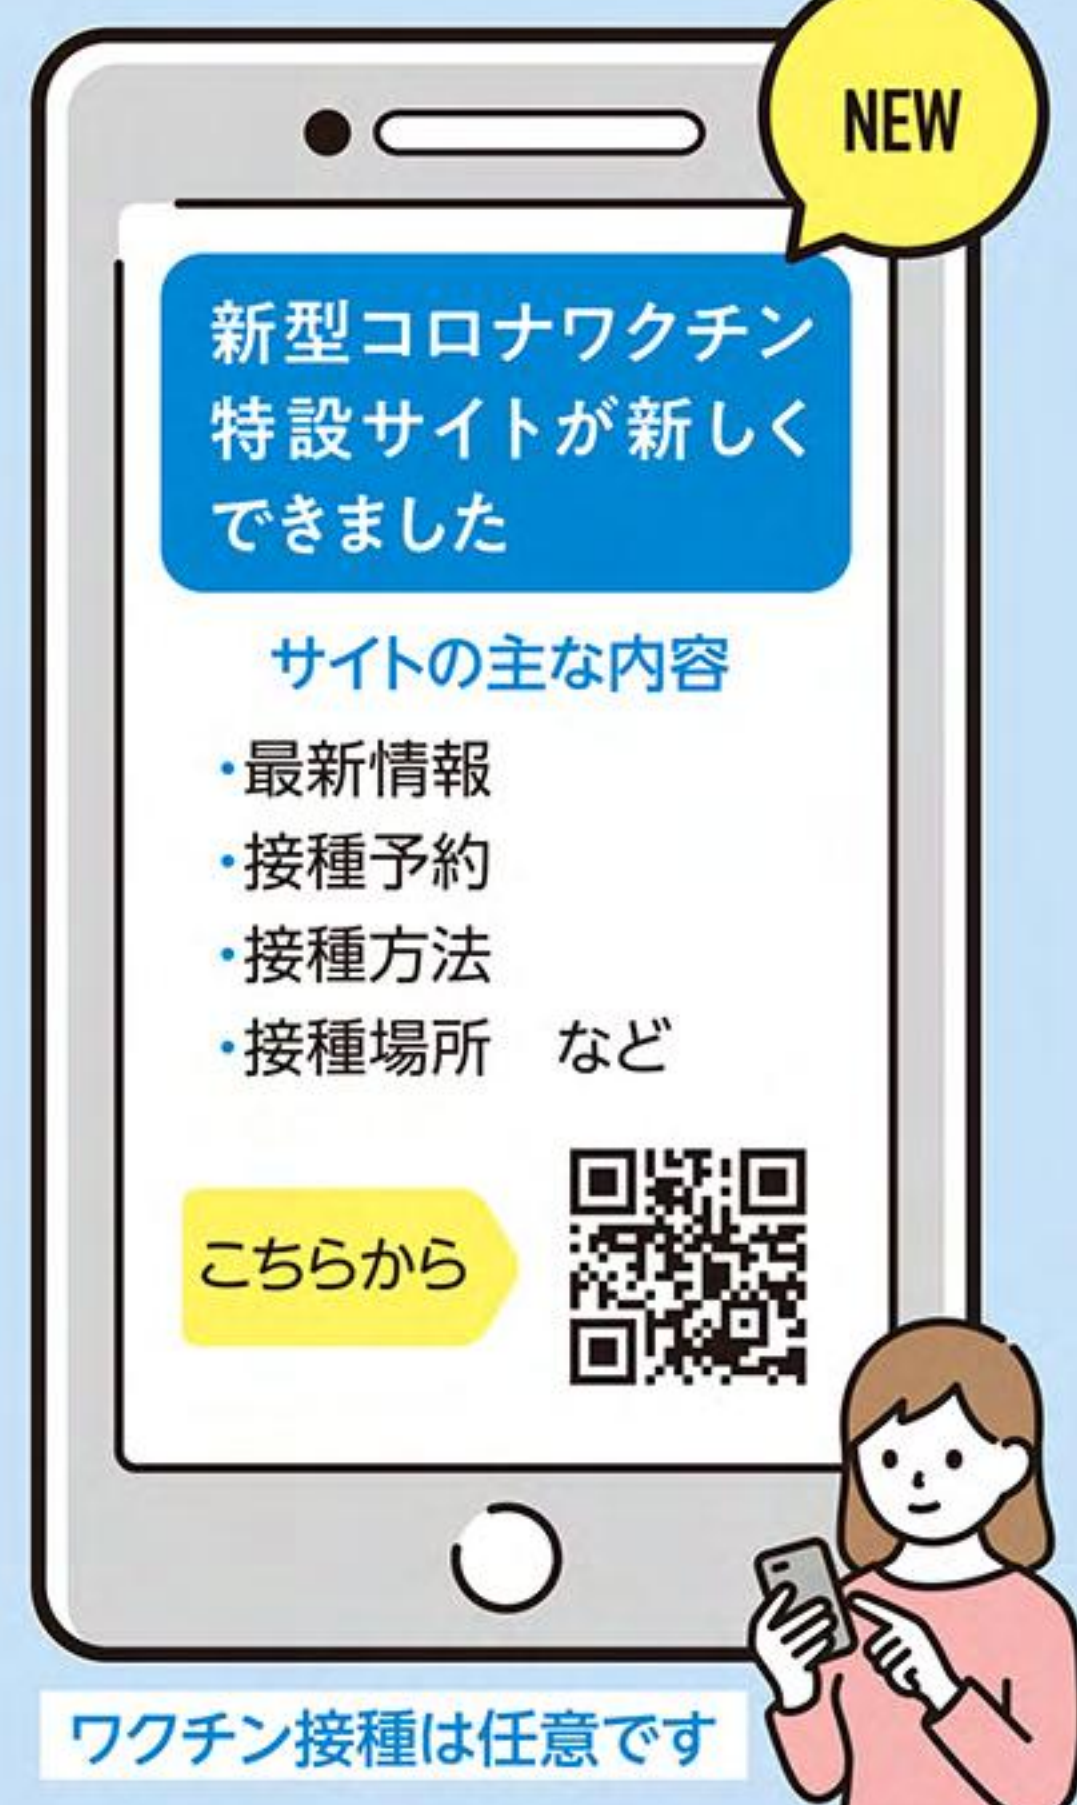 NEW
新型コロナワクチン
特設サイトが新しく
できました
サイトの主な内容
・最新情報
・接種予約
・接種方法
・接種場所　など
こちらから
ワクチン接種は任意です